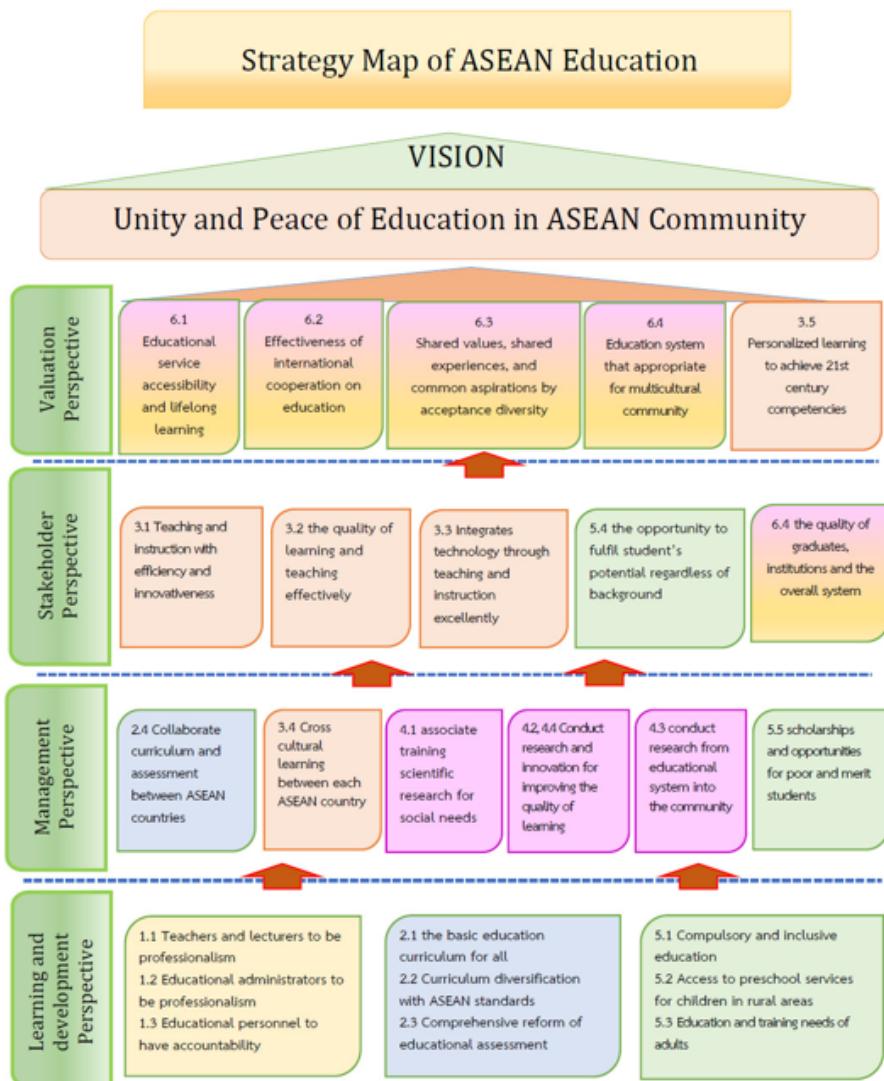 Strategy Map of ASEAN Education
VISION
Unity and Peace of Education in ASEAN Community
Valuation
Perspective
6.1
Educational
service
accessibility
and lifelong
learning
6.2
Effectiveness of
international
cooperation on
education
6.3
Shared values, shared
experiences, and
common aspirations by
acceptance diversity
6.4
Education system
that appropriate
for multicultural
community
3.5
Personalized learning
to achieve 21st
century
competencies
Stakeholder
Perspective
3.1 Teaching and
instruction with
efficiency and
innovativeness
3.2 the quality of
learning and
teaching
effectively
3.3 Integrates
technology through
teaching and
instruction
excellently
5.4 the opportunity to
fulfil student's
potential regardless of
background
6.4 the quality of
graduates,
institutions and the
overall system
Management
Perspective
2.4 Collaborate
curriculum and
assessment
between ASEAN
countries
3.4 Cross
cultural
learning
between each
ASEAN country
4.1 associate
training
scientific
research for
social needs
4.2, 4.4 Conduct
research and
innovation for
improving the
quality of
learning
4.3 conduct
research from
educational
system into
the community
5.5 scholarships
and opportunities
for poor and merit
students
Learning and
development
Perspective
1.1 Teachers and lecturers to be
professionalism
1.2 Educational administrators to
be professionalism
1.3 Educational personnel to
have accountability
2.1 the basic education
curriculum for all
2.2 Curriculum diversification
with ASEAN standards
2.3 Comprehensive reform of
educational assessment
5.1 Compulsory and inclusive
education
5.2 Access to preschool services
for children in rural areas
5.3 Education and training needs of
adults